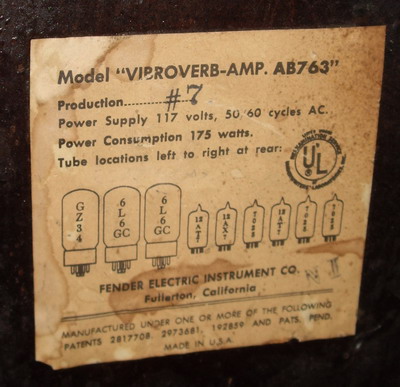 Model "VIBROVERB-AMP. AB763"
Production #7
Power Supply 117 volts, 50/60 cycles AC.
Power Consumption 175 watts.
Tube locations left to right at rear:
UL
GZ34 6L6GC 6L6GC 12AT7 12AX7 7025 12AT7 7025 7025
FENDER ELECTRIC INSTRUMENT CO.
Fullerton, California
MANUFACTURED UNDER ONE OR MORE OF THE FOLLOWING
PATENTS 2817708, 2973681, 192859 AND PATS. PEND.
MADE IN U.S.A.